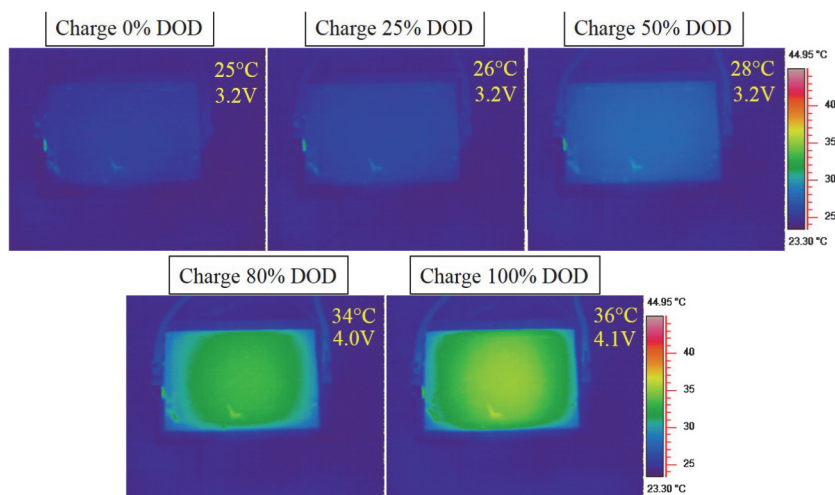 Charge 0% DOD
Charge 25% DOD
Charge 50% DOD
25°C
3.2V
26°C
3.2V
28°C
3.2V
44.95 °C
40
35
30
25
23.30 °C
Charge 80% DOD
Charge 100% DOD
34°C
4.0V
36°C
4.1V
44.95 °C
40
35
30
25
23.30 °C